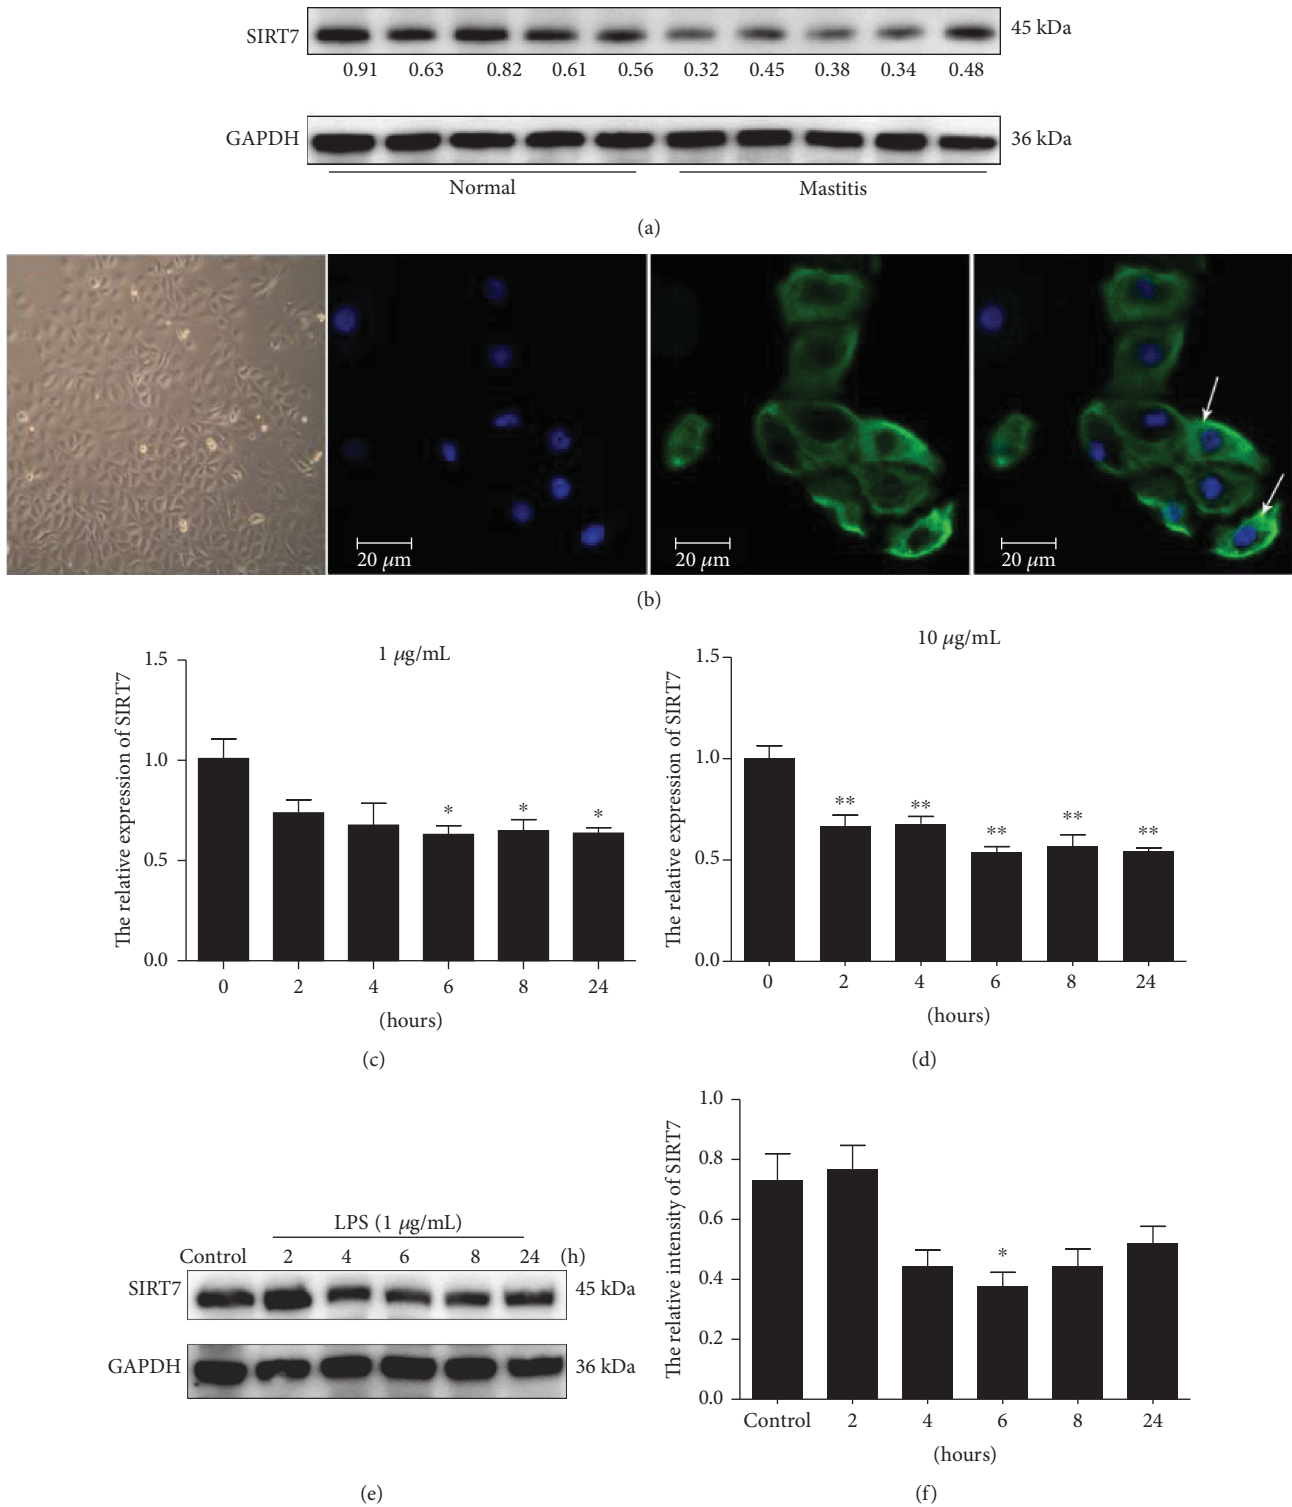 SIRT7 45 kDa
0.91 0.63 0.82 0.61 0.56 0.32 0.45 0.38 0.34 0.48
GAPDH 36 kDa
Normal Mastitis
(a)
20 μm 20 μm 20 μm
(b)
1 μg/mL
The relative expression of SIRT7
1.5
1.0
0.5
0.0
* * *
0 2 4 6 8 24
(hours)
(c)
10 μg/mL
The relative expression of SIRT7
1.5
1.0
0.5
0.0
** ** ** ** **
0 2 4 6 8 24
(hours)
(d)
LPS (1 μg/mL)
Control 2 4 6 8 24 (h)
SIRT7 45 kDa
GAPDH 36 kDa
(e)
The relative intensity of SIRT7
1.0
0.8
0.6
0.4
0.2
0.0
*
Control 2 4 6 8 24
(hours)
(f)